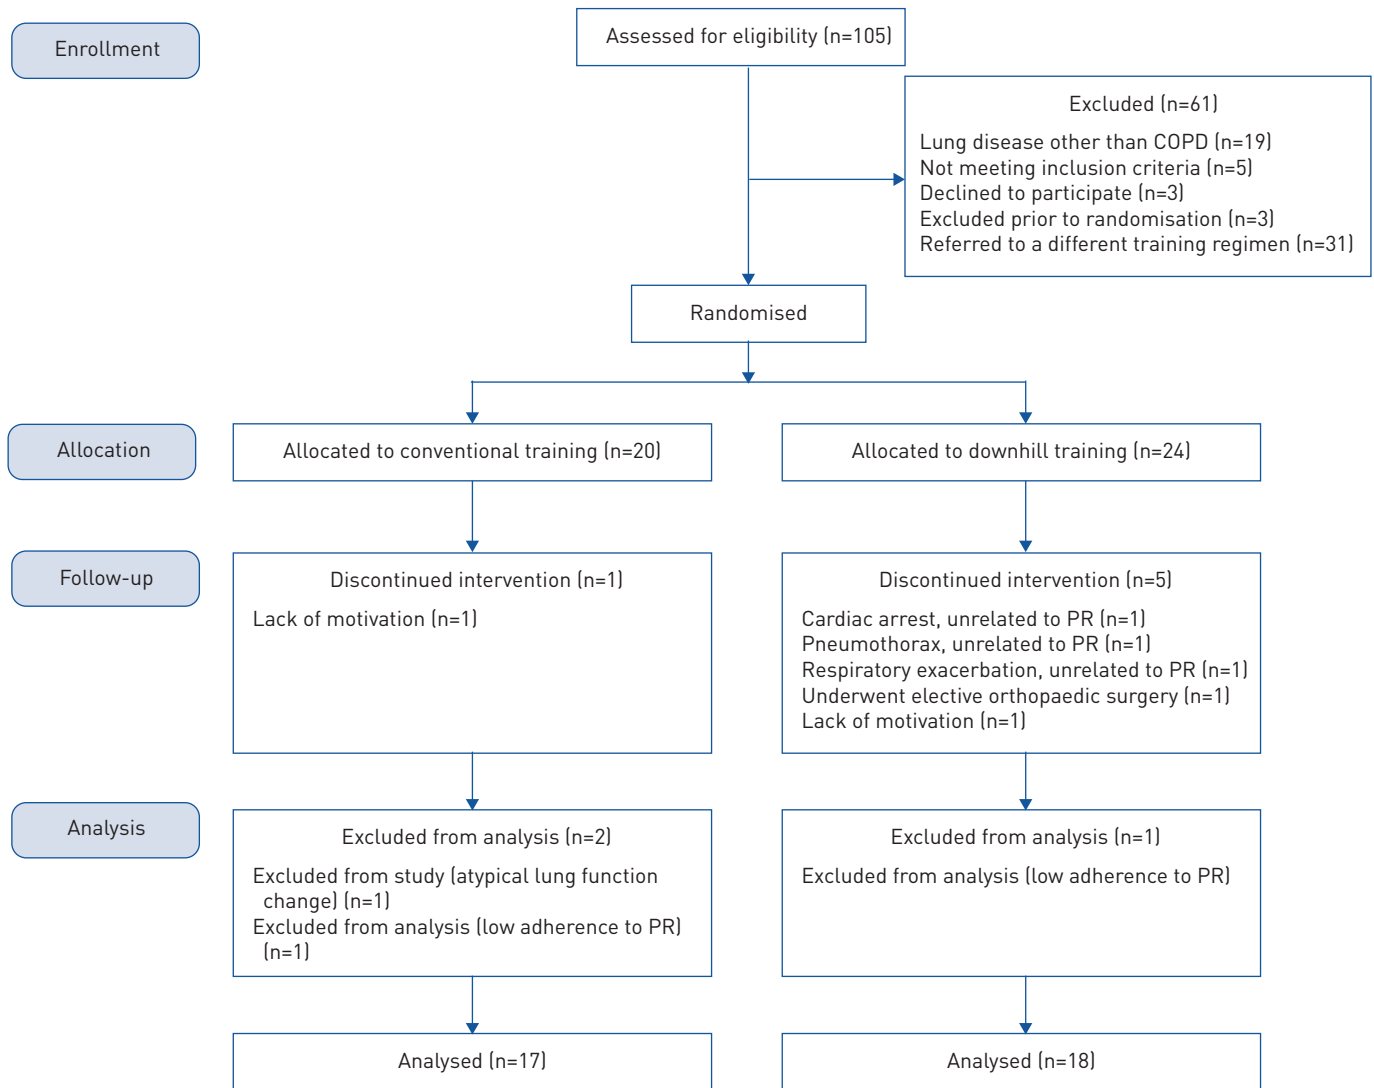 Enrollment
Assessed for eligibility (n=105)
Excluded (n=61)
Lung disease other than COPD (n=19)
Not meeting inclusion criteria (n=5)
Declined to participate (n=3)
Excluded prior to randomisation (n=3)
Referred to a different training regimen (n=31)
Randomised
Allocation
Allocated to conventional training (n=20)
Allocated to downhill training (n=24)
Follow-up
Discontinued intervention (n=1)
Lack of motivation (n=1)
Discontinued intervention (n=5)
Cardiac arrest, unrelated to PR (n=1)
Pneumothorax, unrelated to PR (n=1)
Respiratory exacerbation, unrelated to PR (n=1)
Underwent elective orthopaedic surgery (n=1)
Lack of motivation (n=1)
Analysis
Excluded from analysis (n=2)
Excluded from study (atypical lung function
change) (n=1)
Excluded from analysis (low adherence to PR)
(n=1)
Excluded from analysis (n=1)
Excluded from analysis (low adherence to PR)
Analysed (n=17)
Analysed (n=18)